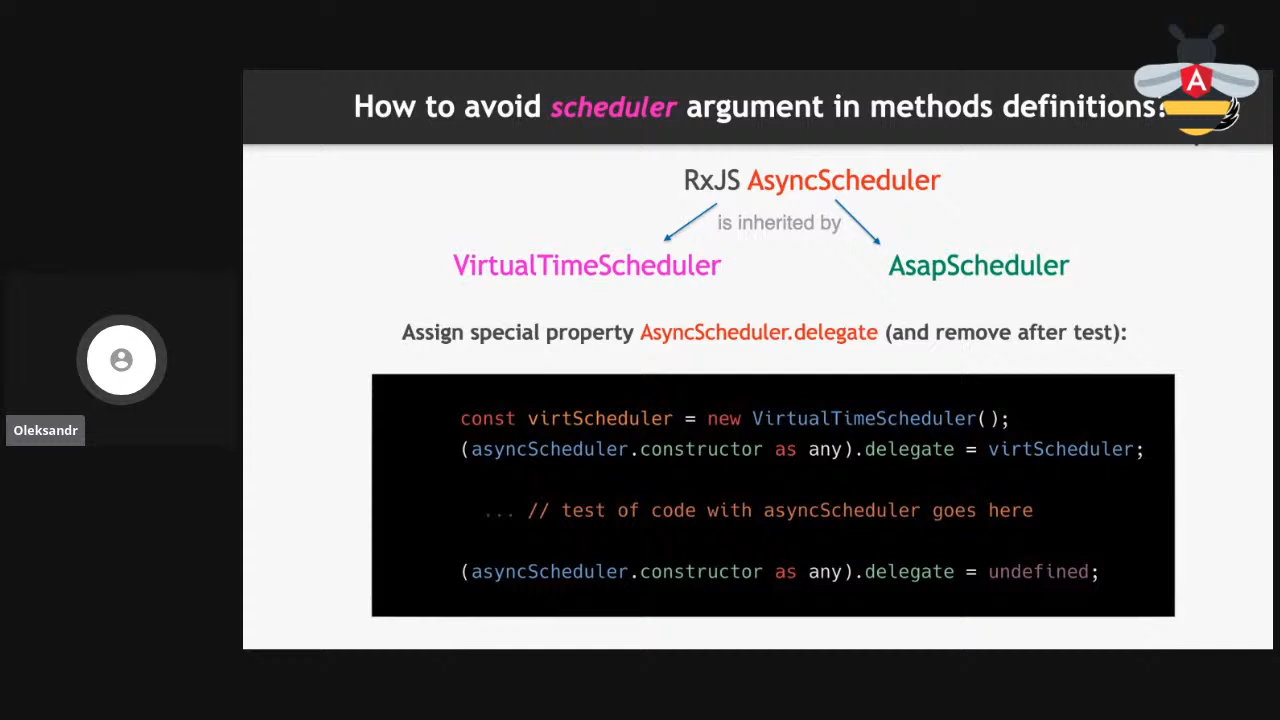 How to avoid scheduler argument in methods definitions?
A
RxJS AsyncScheduler
is inherited by
VirtualTimeScheduler
AsapScheduler
Assign special property AsyncScheduler.delegate (and remove after test):
Oleksandr
const virtScheduler = new VirtualTimeScheduler();
(asyncScheduler.constructor as any).delegate = virtScheduler;
... // test of code with asyncScheduler goes here
(asyncScheduler.constructor as any).delegate = undefined;